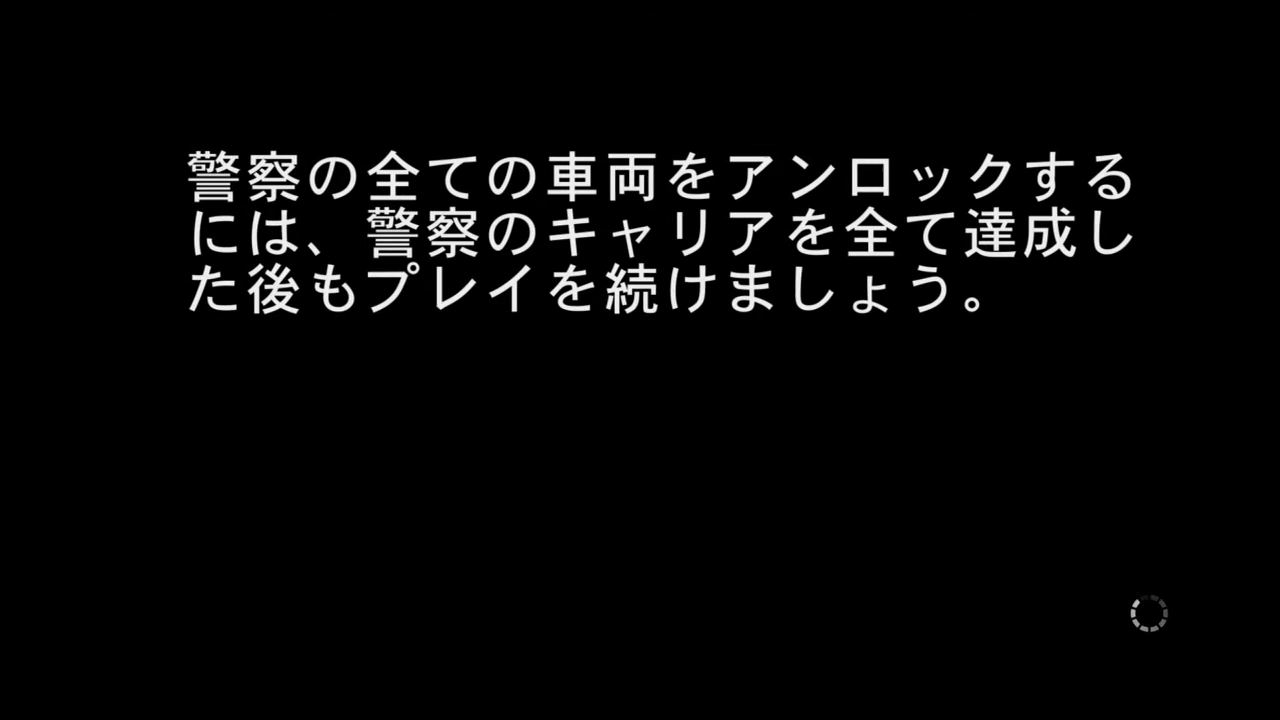 警察の全ての車両をアンロックする
には、警察のキャリアを全て達成し
た後もプレイを続けましょう。